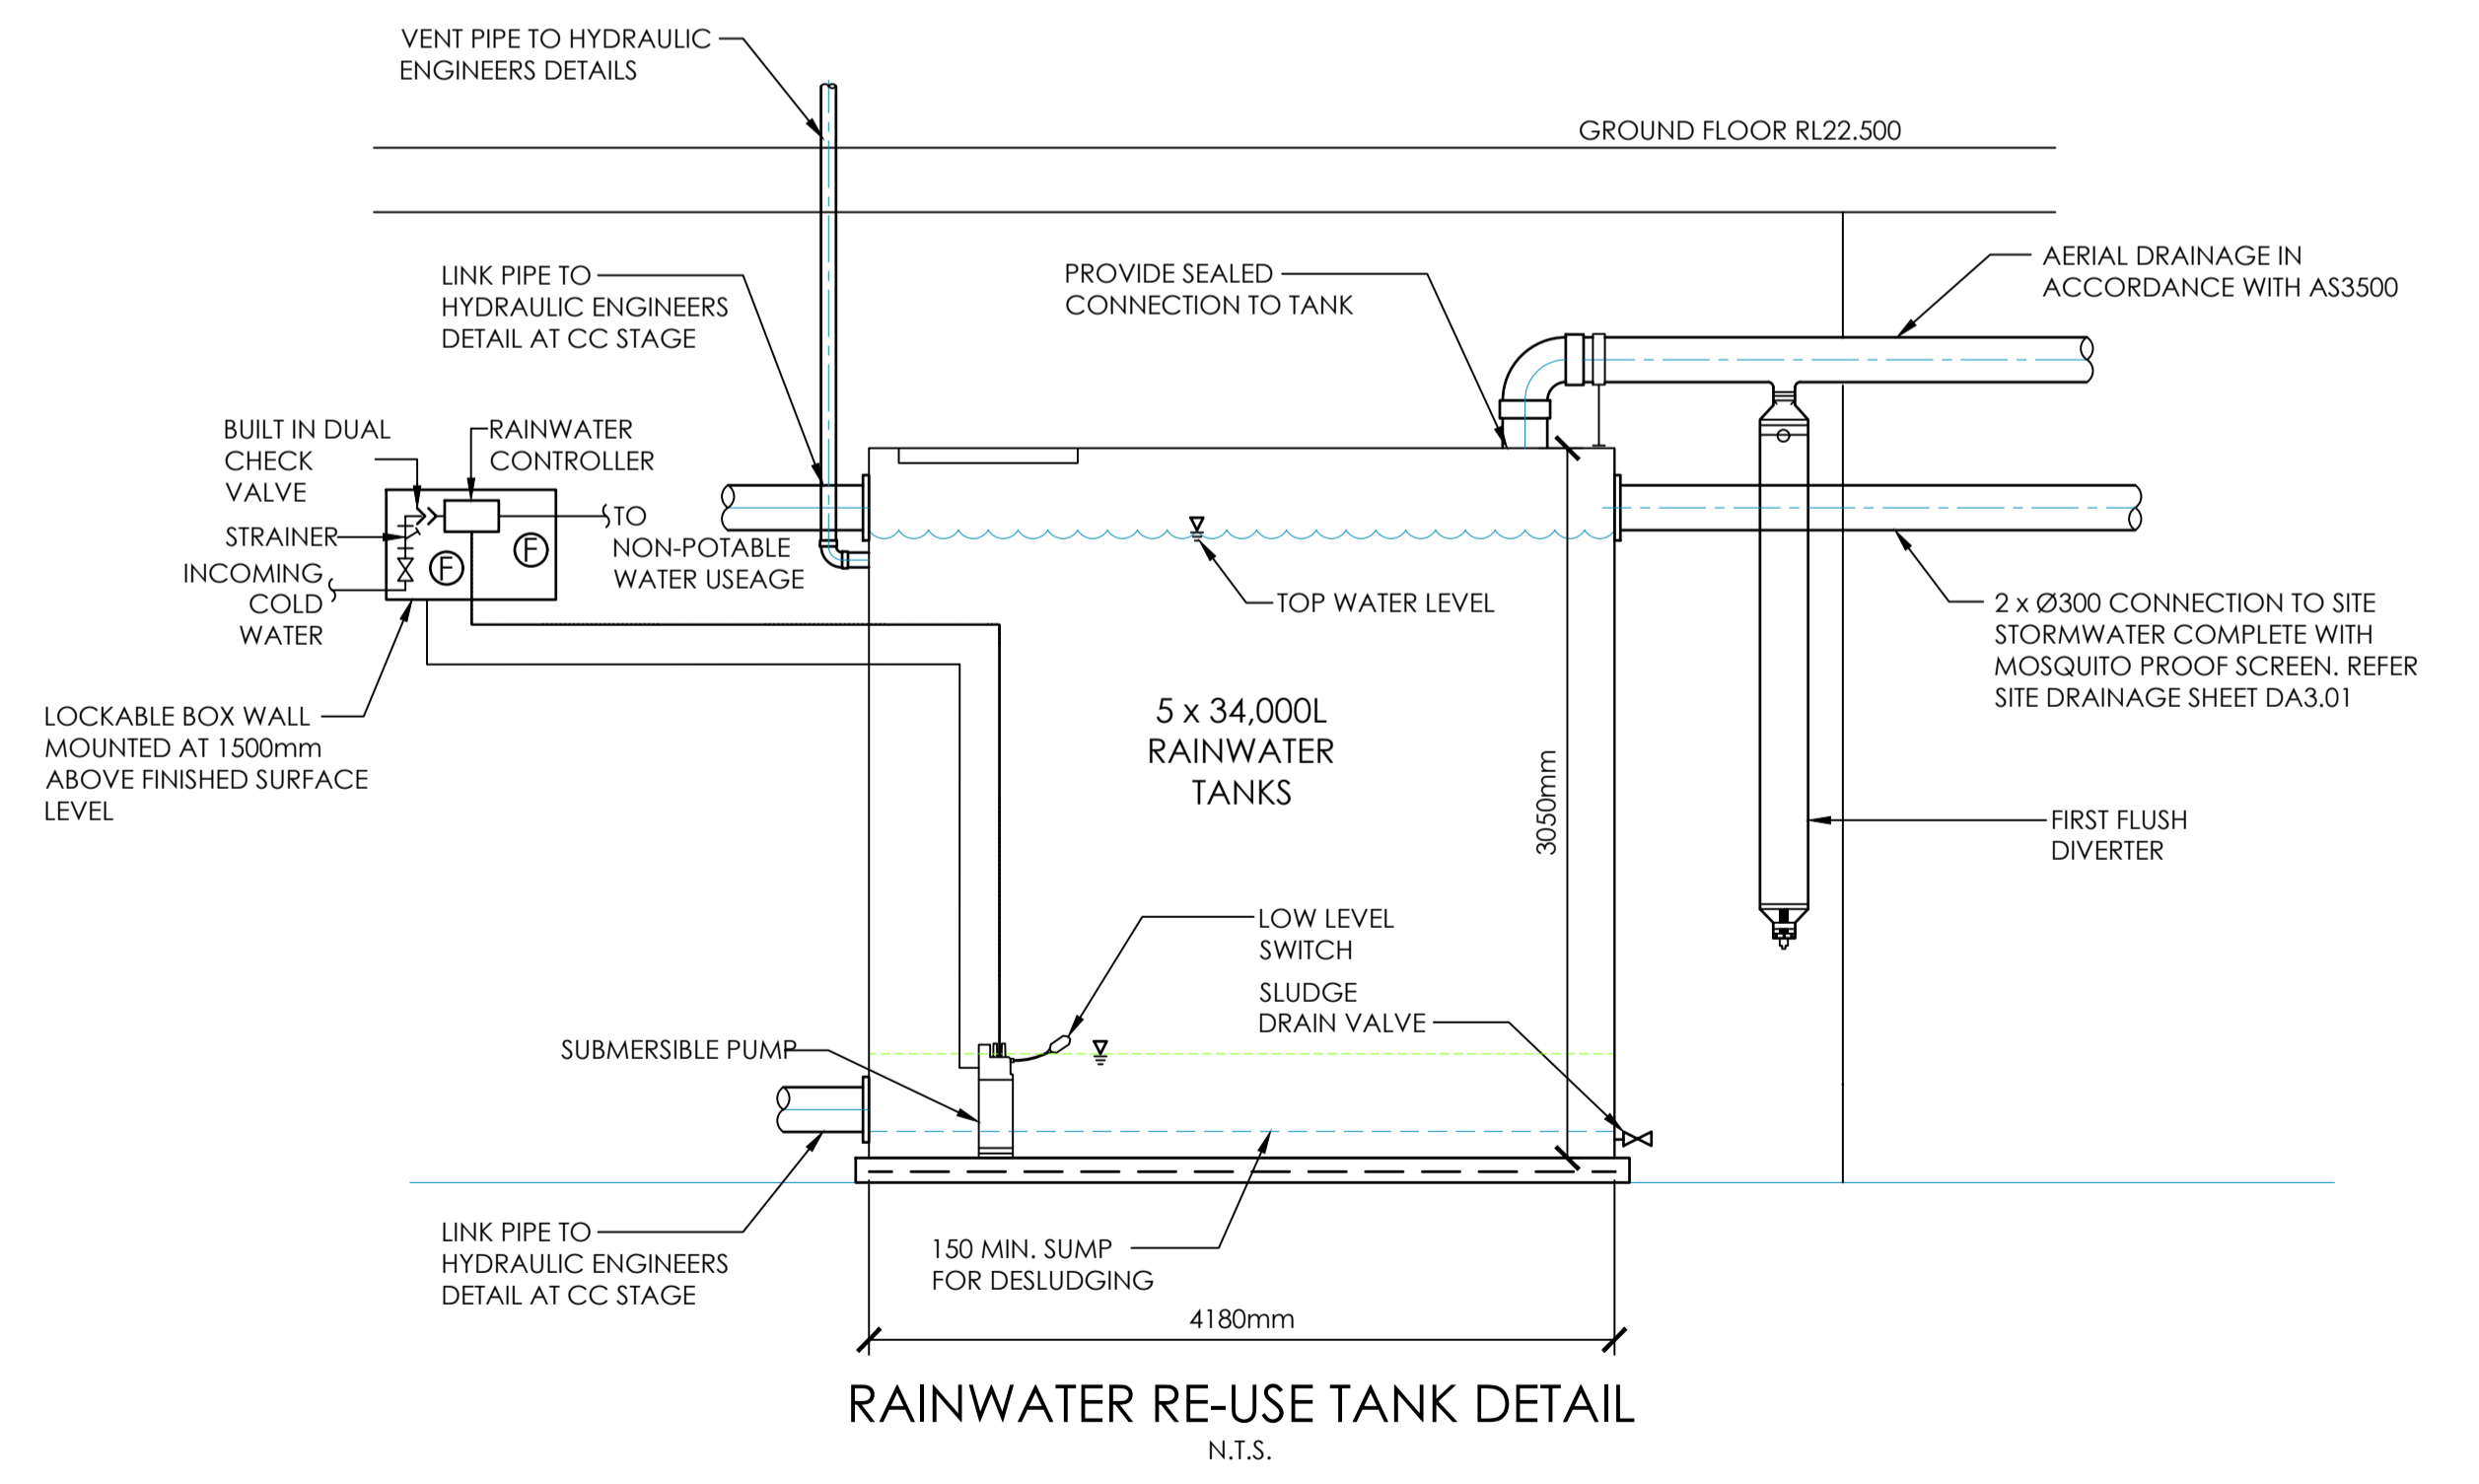 VENT PIPE TO HYDRAULIC
ENGINEERS DETAILS
GROUND FLOOR RL22.500
AERIAL DRAINAGE IN
ACCORDANCE WITH AS3500
LINK PIPE TO
HYDRAULIC ENGINEERS
DETAIL AT CC STAGE
PROVIDE SEALED
CONNECTION TO TANK
BUILT IN DUAL
CHECK
VALVE
RAINWATER
CONTROLLER
STRAINER
INCOMING
COLD
WATER
F
F
TO
NON-POTABLE
WATER USEAGE
TOP WATER LEVEL
2 x Ø300 CONNECTION TO SITE
STORMWATER COMPLETE WITH
MOSQUITO PROOF SCREEN. REFER
SITE DRAINAGE SHEET DA3.01
LOCKABLE BOX WALL
MOUNTED AT 1500mm
ABOVE FINISHED SURFACE
LEVEL
5 x 34,000L
RAINWATER
TANKS
3050mm
FIRST FLUSH
DIVERTER
LOW LEVEL
SWITCH
SLUDGE
DRAIN VALVE
SUBMERSIBLE PUMP
LINK PIPE TO
HYDRAULIC ENGINEERS
DETAIL AT CC STAGE
150 MIN. SUMP
FOR DESLUDGING
4180mm
RAINWATER RE-USE TANK DETAIL
N.T.S.